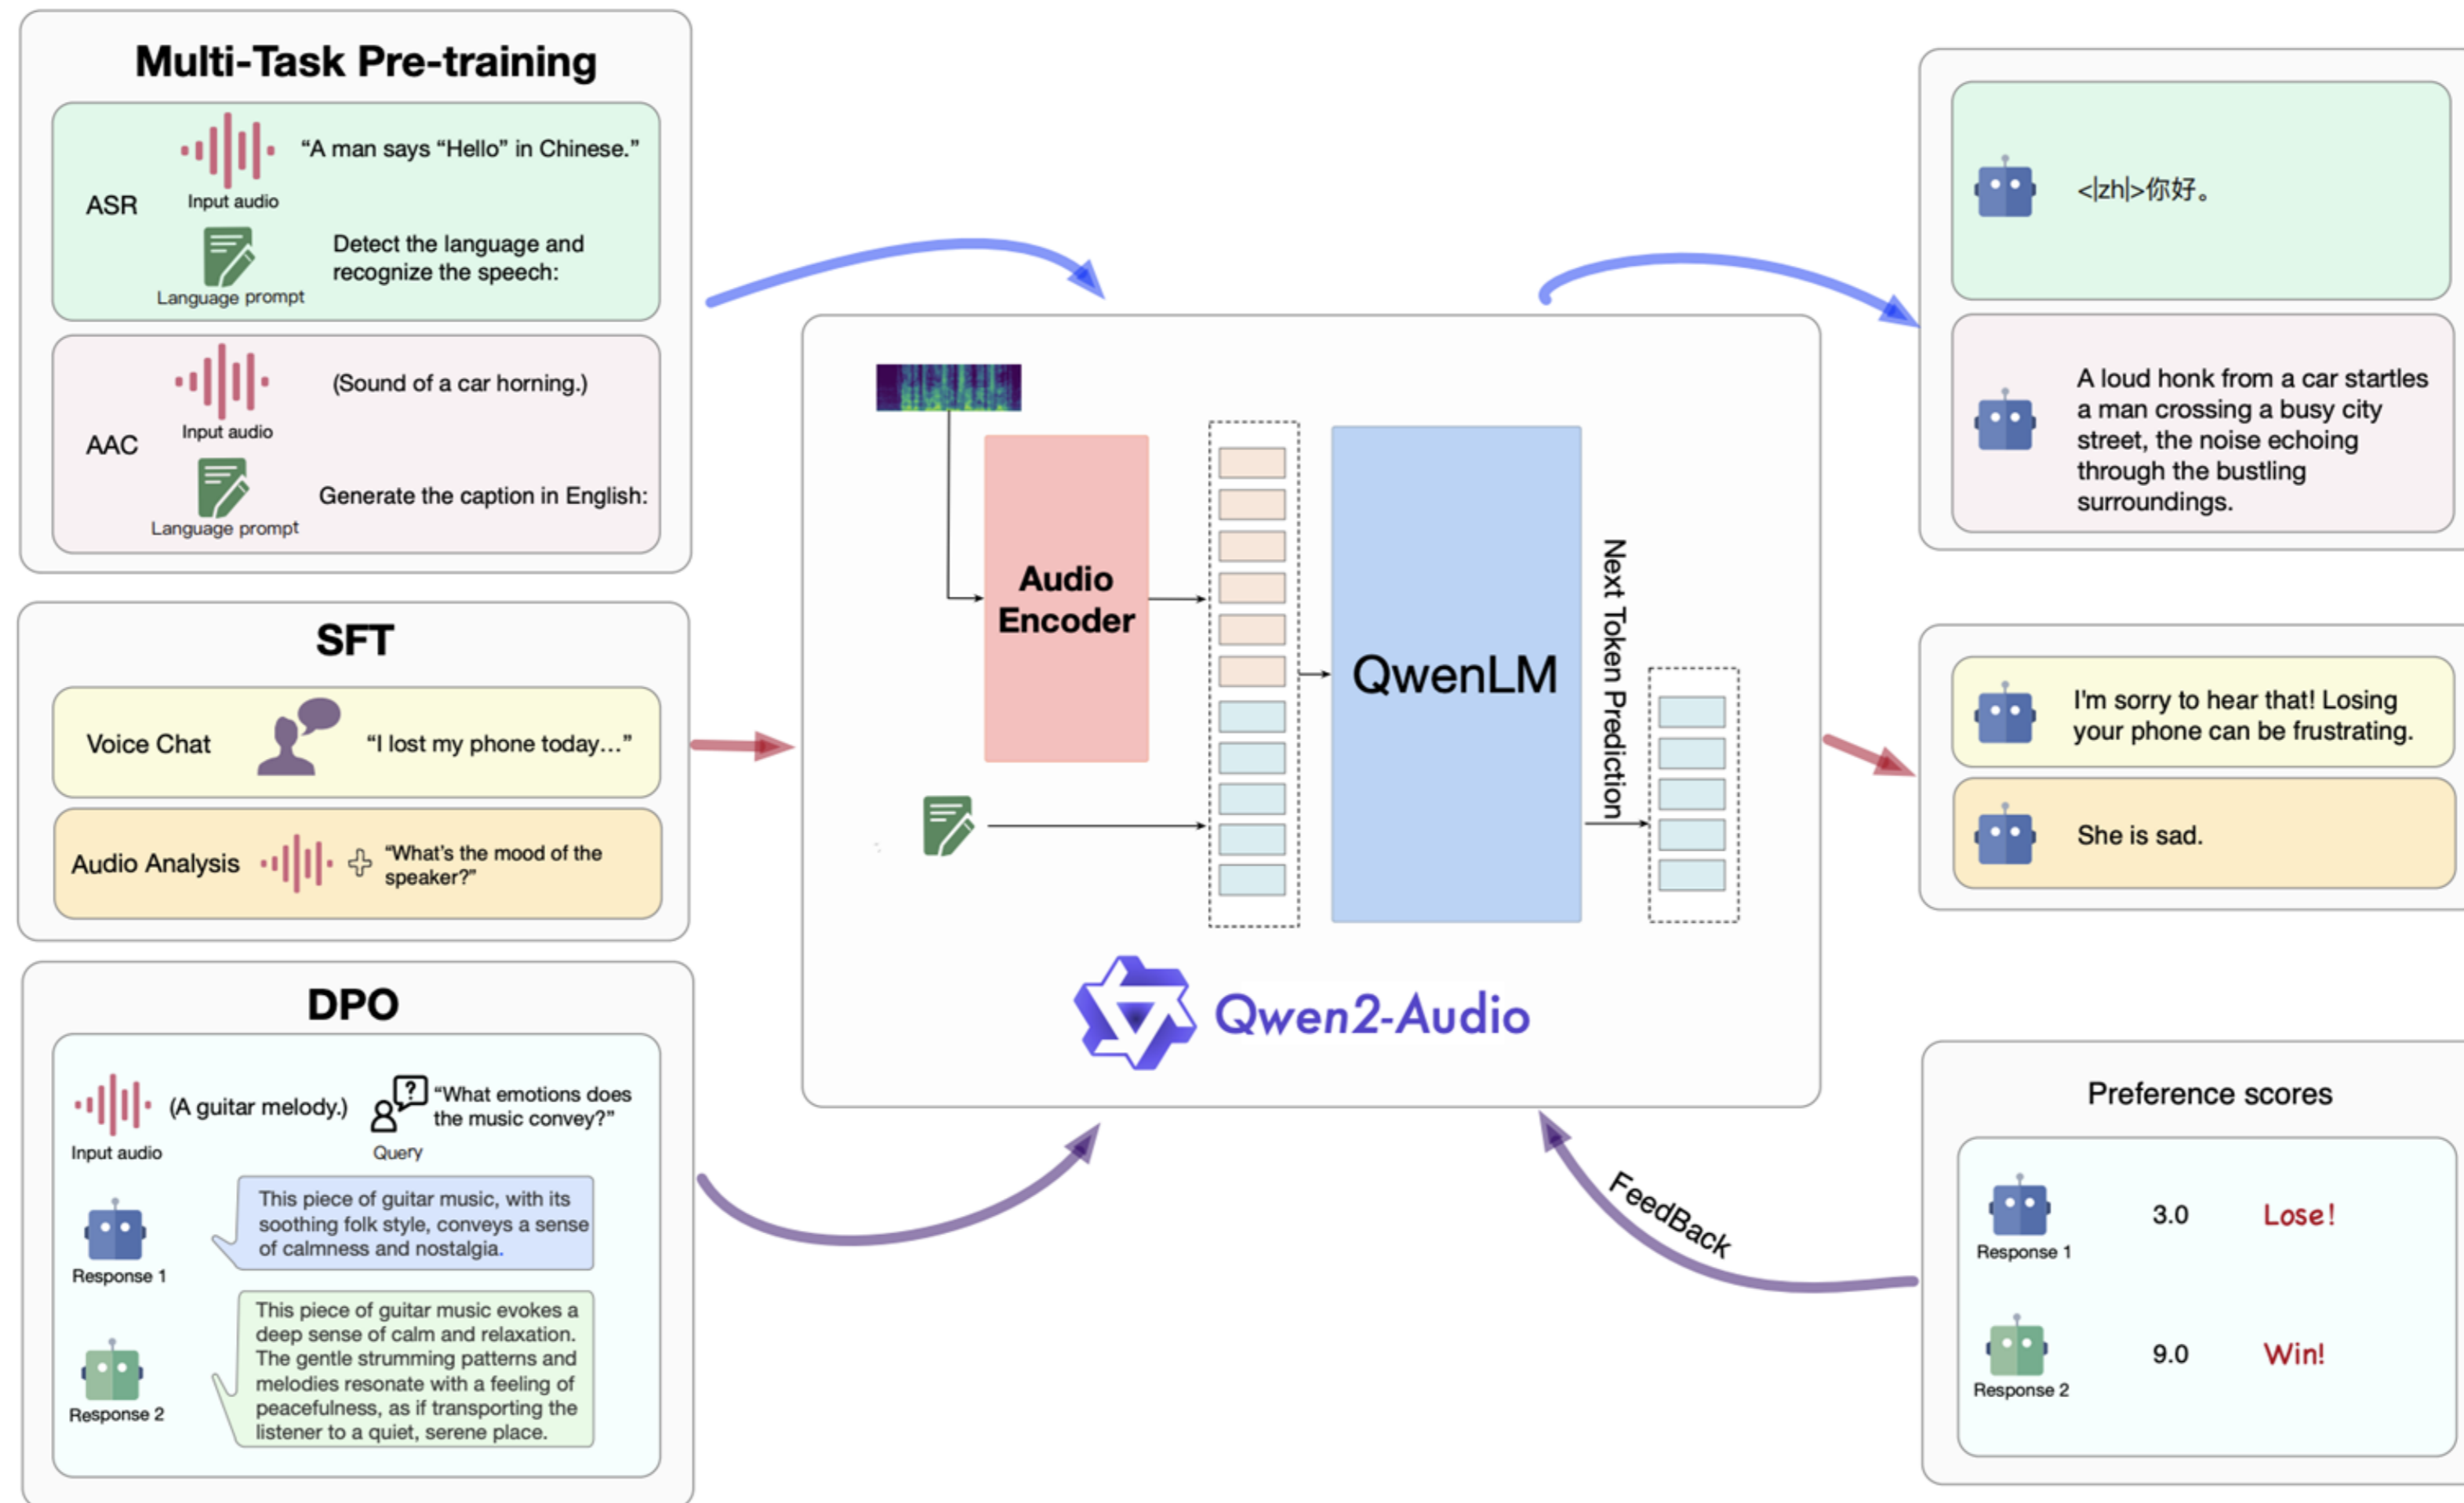 Multi-Task Pre-training
ASR
Input audio
“A man says “Hello” in Chinese.”
Language prompt
Detect the language and
recognize the speech:
AAC
Input audio
(Sound of a car horning.)
Language prompt
Generate the caption in English:
SFT
Voice Chat
“I lost my phone today…”
Audio Analysis
“What’s the mood of the
speaker?”
DPO
Input audio
(A guitar melody.)
Query
“What emotions does
the music convey?”
Response 1
This piece of guitar music, with its
soothing folk style, conveys a sense
of calmness and nostalgia.
Response 2
This piece of guitar music evokes a
deep sense of calm and relaxation.
The gentle strumming patterns and
melodies resonate with a feeling of
peacefulness, as if transporting the
listener to a quiet, serene place.
Audio
Encoder
QwenLM
Next Token Prediction
Qwen2-Audio
FeedBack
<|zh|>你好。
A loud honk from a car startles
a man crossing a busy city
street, the noise echoing
through the bustling
surroundings.
I'm sorry to hear that! Losing
your phone can be frustrating.
She is sad.
Preference scores
Response 1
3.0
Lose!
Response 2
9.0
Win!